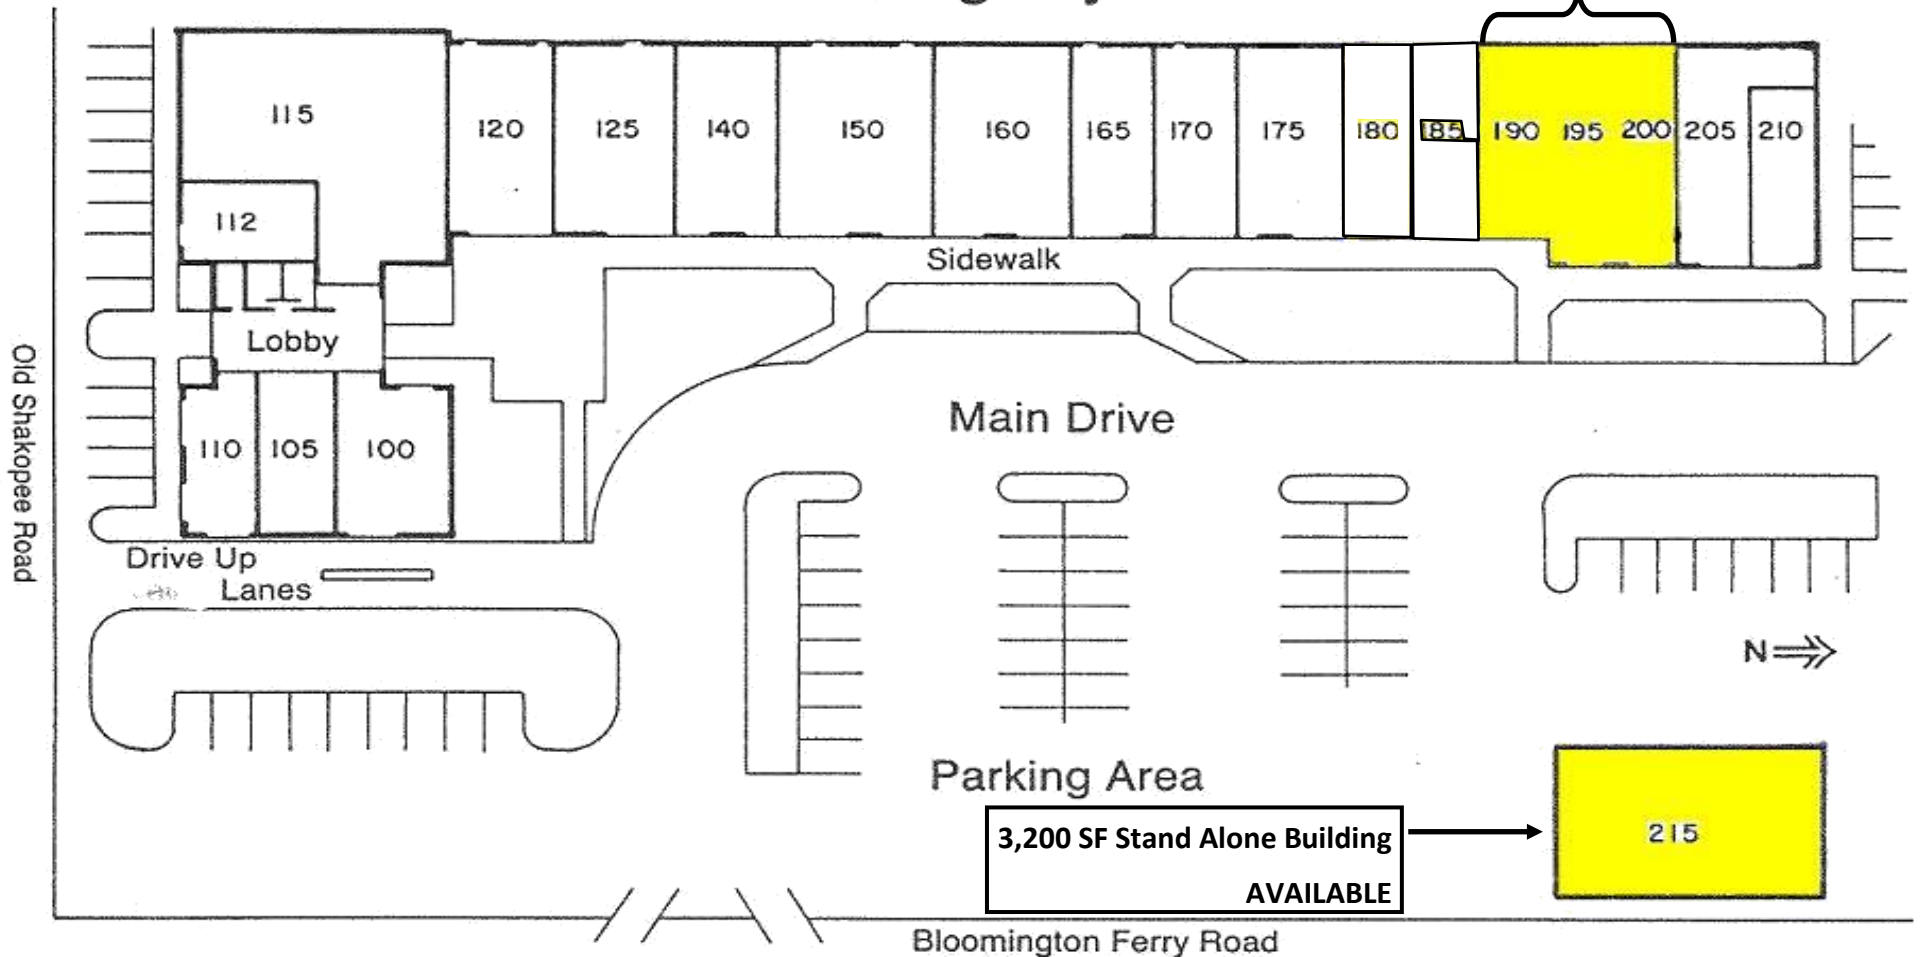 115
120
125
140
150
160
165
170
175
180
185
190
195
200
205
210
112
Sidewalk
Lobby
Old Shakopee Road
Main Drive
110
105
100
Drive Up
Lanes
N
Parking Area
3,200 SF Stand Alone Building
AVAILABLE
215
Bloomington Ferry Road